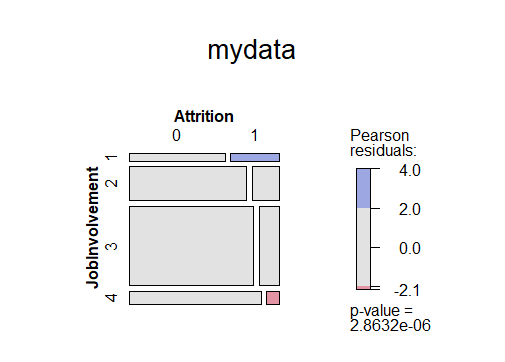 mydata
Attrition
0 1
JobInvolvement
1
2
3
4
Pearson
residuals:
4.0
2.0
0.0
-2.1
p-value =
2.8632e-06